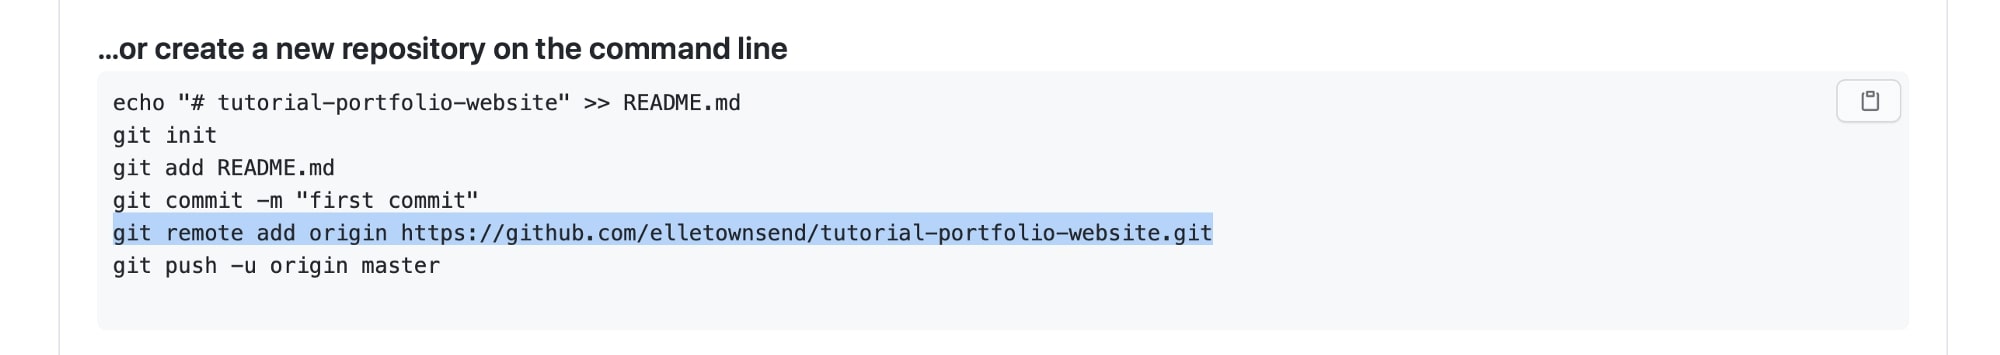 ...or create a new repository on the command line
echo "# tutorial-portfolio-website" >> README.md
git init
git add README.md
git commit -m "first commit"
git remote add origin https://github.com/elletownsend/tutorial-portfolio-website.git
git push -u origin master